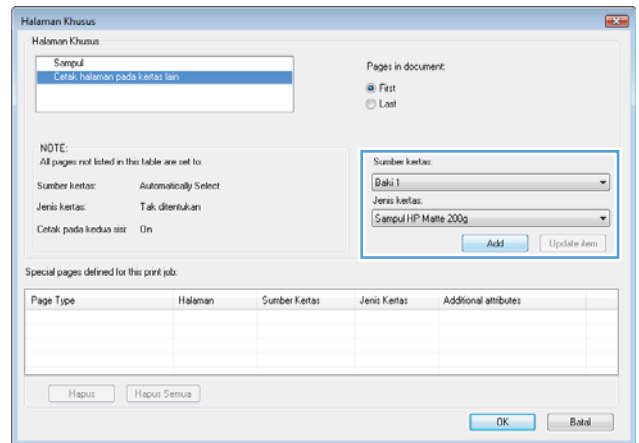 Halaman Khusus
Halaman Khusus
Sampul
Cetak halaman pada kertas lain
Pages in document:
First
Last
NOTE:
All pages not listed in this table are set to:
Sumber kertas: Automatically Select
Jenis kertas: Tak ditentukan
Cetak pada kedua sisi: On
Sumber kertas:
Baki 1
Jenis kertas:
Sampul HP Matte 200g
Add Update item
Special pages defined for this print job:
Page Type Halaman Sumber Kertas Jenis Kertas Additional attributes
Hapus Hapus Semua
OK Batal